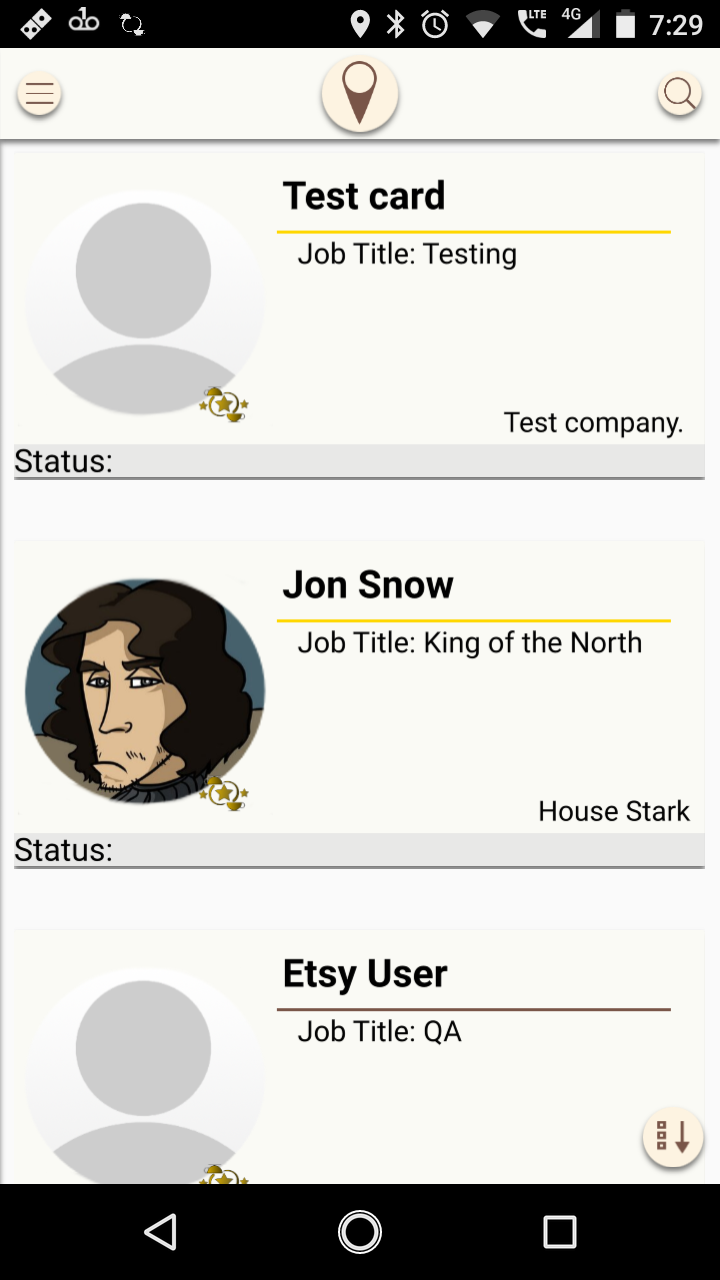 LTE 4G 7:29
Test card
Job Title: Testing
Test company.
Status:
Jon Snow
Job Title: King of the North
House Stark
Status:
Etsy User
Job Title: QA